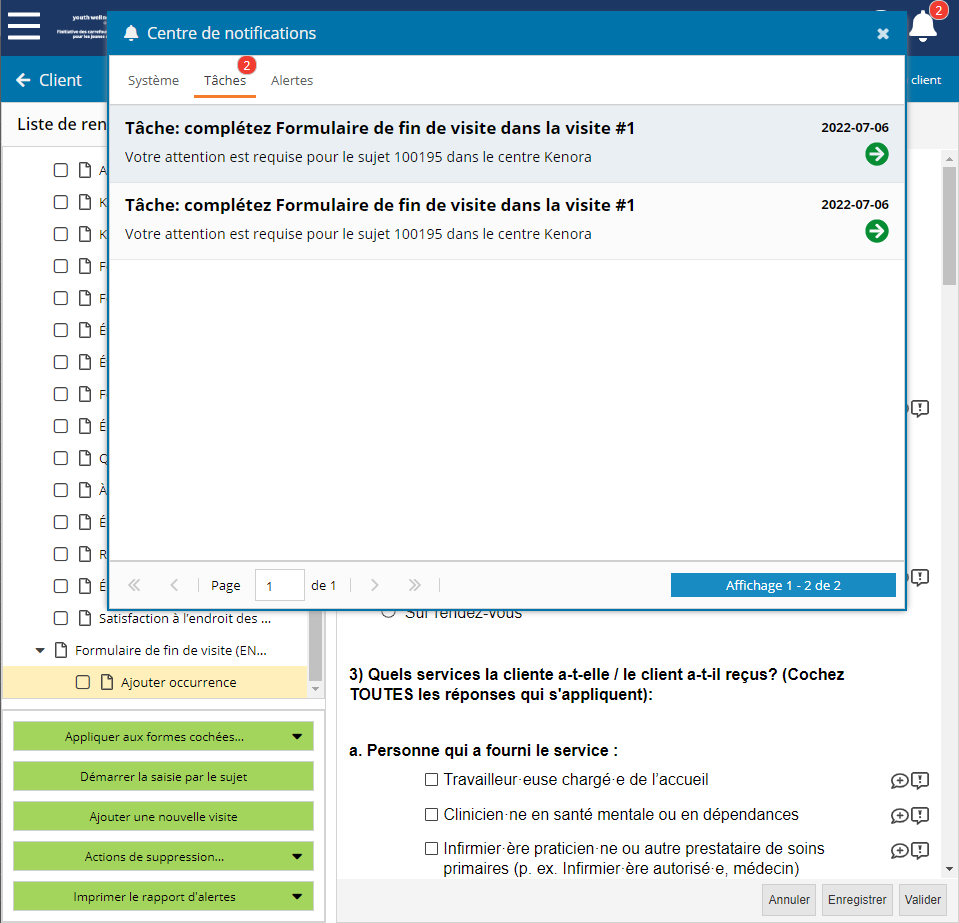 youth welln
l'initiative des carrefou
pour les jeunes
Centre de notifications
2
Client
client
Système
Tâches
2
Alertes
Liste de ren
Tâche: complétez Formulaire de fin de visite dans la visite #1
2022-07-06
Votre attention est requise pour le sujet 100195 dans le centre Kenora
Tâche: complétez Formulaire de fin de visite dans la visite #1
2022-07-06
Votre attention est requise pour le sujet 100195 dans le centre Kenora
A
K
K
F
F
É
É
F
É
Q
À
É
R
É
Page 1 de 1
Affichage 1 - 2 de 2
Satisfaction à l'endroit des ...
Sur rendez-vous
Formulaire de fin de visite (EN...
Ajouter occurrence
3) Quels services la cliente a-t-elle / le client a-t-il reçus? (Cochez
TOUTES les réponses qui s'appliquent):
a. Personne qui a fourni le service :
Travailleur·euse chargé·e de l'accueil
Clinicien·ne en santé mentale ou en dépendances
Infirmier·ère praticien·ne ou autre prestataire de soins
primaires (p. ex. Infirmier·ère autorisé·e, médecin)
Appliquer aux formes cochées...
Démarrer la saisie par le sujet
Ajouter une nouvelle visite
Actions de suppression...
Imprimer le rapport d'alertes
Annuler
Enregistrer
Valider